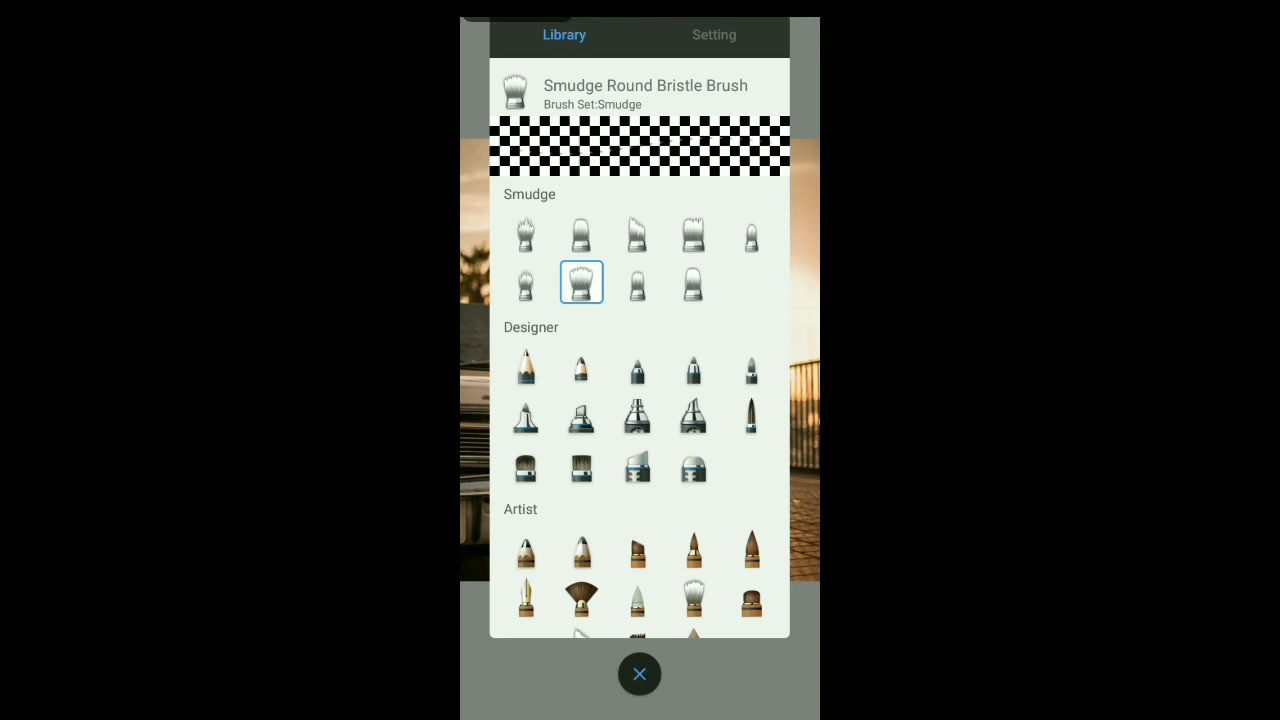 Library
Setting
Smudge Round Bristle Brush
Brush Set:Smudge
Smudge
Designer
Artist